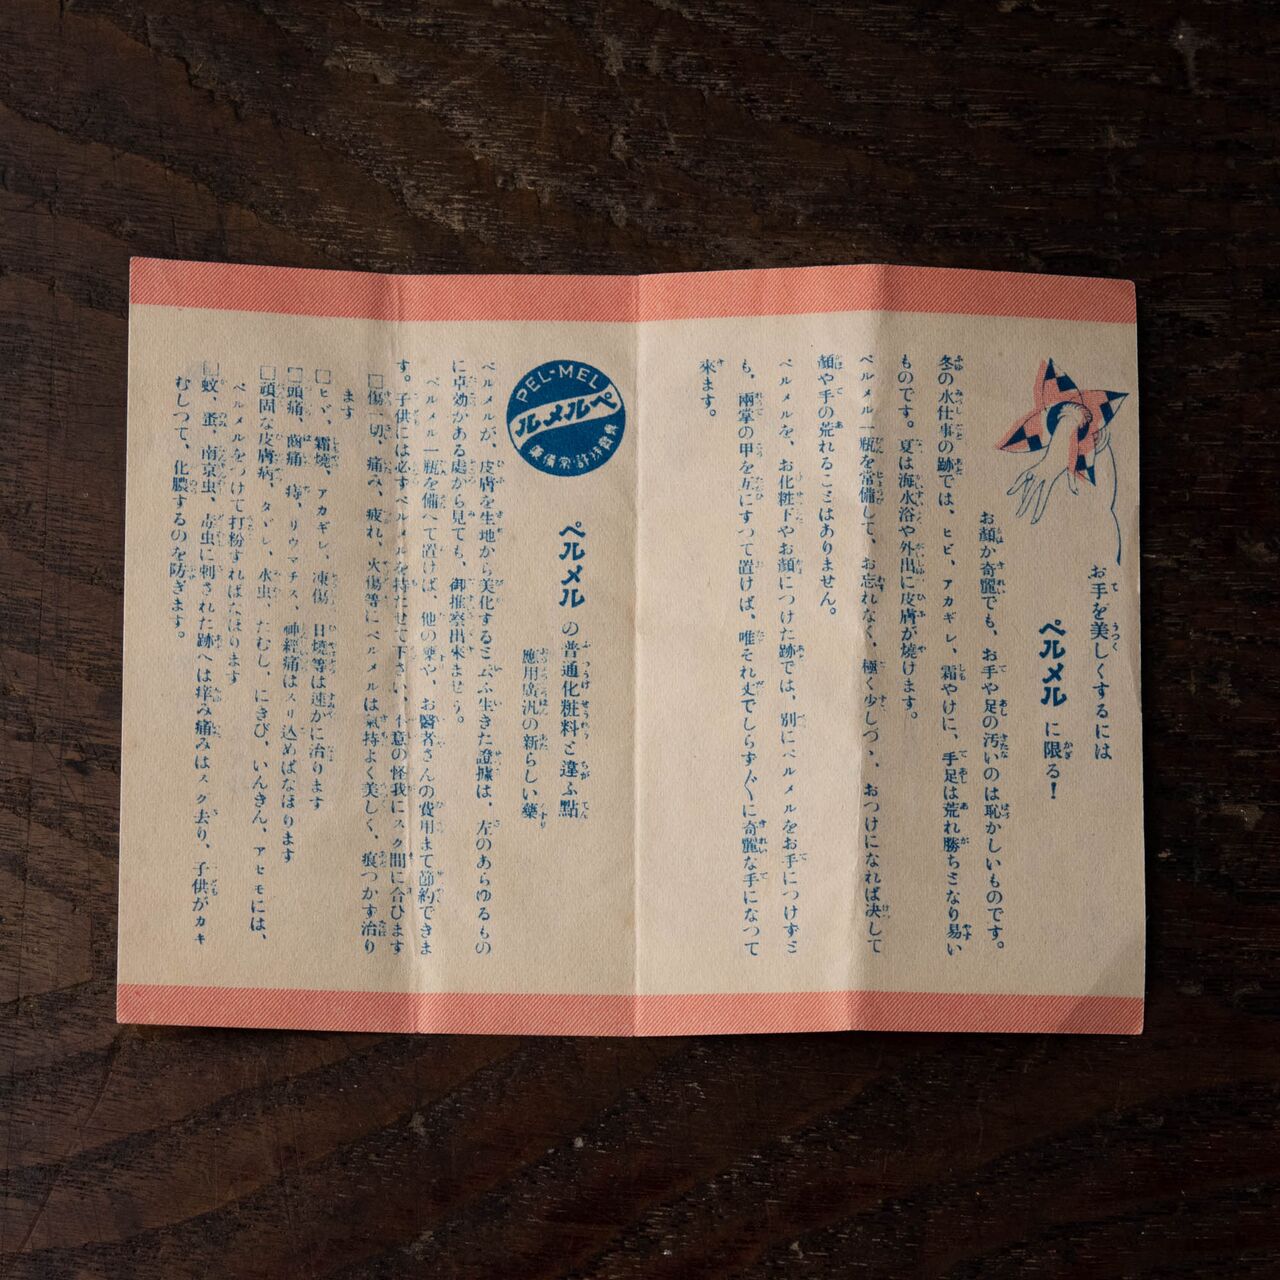 お手を美しくするには
ペルメル に限る!
お顔が奇麗でも、お手や足の汚いのは恥かしいものです。
冬の水仕事の跡では、ヒビ、アカギレ、霜やけに、手足は荒れ勝ちとなり易い
ものです。夏は海水浴や外出に皮膚が焼けます。
ペルメル一瓶を常備して、お忘れなく、極く少しづゝ、おつけになれば決して
顔や手の荒れることはありません。
ペルメルを、お化粧下やお顔につけた跡では、別にペルメルをお手につけずと
も、兩掌の甲を互にすつて置けば、唯それ丈でしらず〱に奇麗な手になつて
來ます。
PEL-MEL
ペルメル
常備藥
ペルメル の普通化粧料と違ふ點
應用廣汎の新らしい藥
ペルメルが、皮膚を生地から美化すると云ふ生きた證據は、左のあらゆるもの
に卓効がある處から見ても、御推察出來ませう。
ペルメル一瓶を備へて置けば、他の藥や、お醫者さんの費用まで節約できま
す。子供には必ずペルメルを持たせて下さい、不意の怪我にスグ間に合ひます
□傷一切、痛み、疲れ、火傷等にペルメルは氣持よく美しく、痕つかず治り
ます
□ヒビ、霜燒、アカギレ、凍傷、日燒等は速かに治ります
□頭痛、齒痛、痔、リウマチス、神經痛はスリ込めばなほります
□頑固な皮膚病、タヾレ、水虫、たむし、にきび、いんきん、アセモには、
ペルメルをつけて打粉すればなほります
□蚊、蚤、南京虫、毒虫に刺された跡へは痒み痛みはスグ去り、子供がカキ
むしつて、化膿するのを防ぎます。